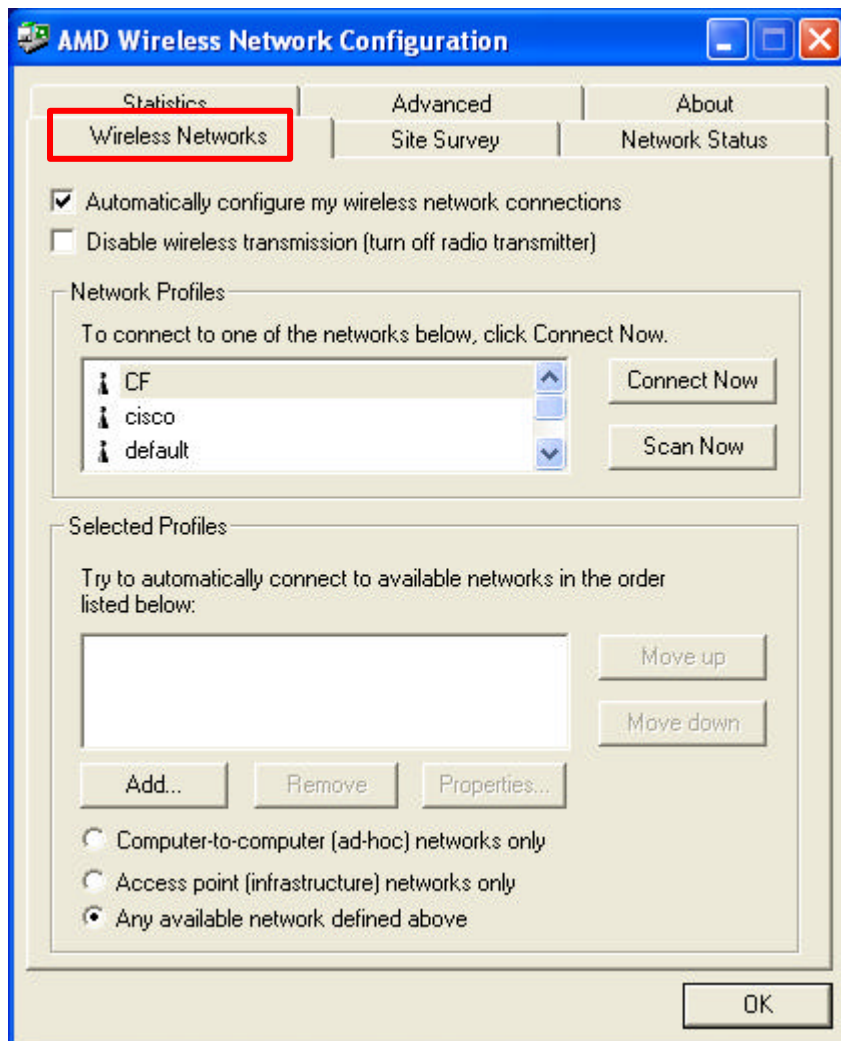 AMD Wireless Network Configuration
Statistics Advanced About
Wireless Networks Site Survey Network Status
Automatically configure my wireless network connections
Disable wireless transmission (turn off radio transmitter)
Network Profiles
To connect to one of the networks below, click Connect Now.
CF
Connect Now
cisco
default
Scan Now
Selected Profiles
Try to automatically connect to available networks in the order
listed below:
Move up
Move down
Add... Remove Properties...
Computer-to-computer (ad-hoc) networks only
Access point (infrastructure) networks only
Any available network defined above
OK